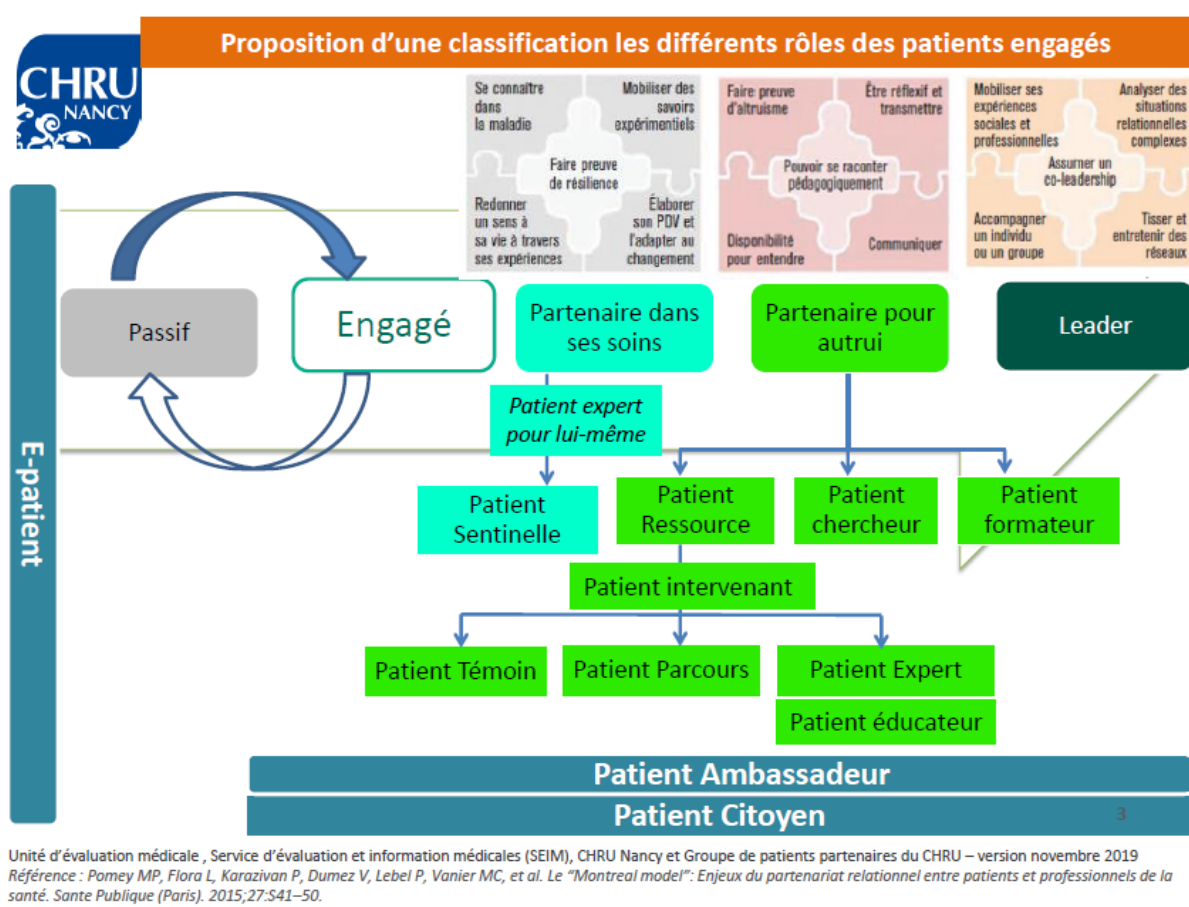 Proposition d’une classification les différents rôles des patients engagés
CHRU
NANCY
Se connaître
dans
la maladie
Mobiliser des
savoirs
expérimentiels
Faire preuve
de résilience
Redonner
un sens à
sa vie à travers
ses expériences
Élaborer
son PDV et
l'adapter au
changement
Faire preuve
d'altruisme
Être réflexif et
transmettre
Pouvoir se raconter
pédagogiquement
Disponibilité
pour entendre
Communiquer
Mobiliser ses
expériences
sociales et
professionnelles
Analyser des
situations
relationnelles
complexes
Assumer un
co-leadership
Accompagner
un individu
ou un groupe
Tisser et
entretenir des
réseaux
E-patient
Passif
Engagé
Partenaire dans
ses soins
Partenaire pour
autrui
Leader
Patient expert
pour lui-même
Patient
Sentinelle
Patient
Ressource
Patient
chercheur
Patient
formateur
Patient intervenant
Patient Témoin
Patient Parcours
Patient Expert
Patient éducateur
Patient Ambassadeur
Patient Citoyen
3
Unité d’évaluation médicale , Service d’évaluation et information médicales (SEIM), CHRU Nancy et Groupe de patients partenaires du CHRU – version novembre 2019
Référence : Pomey MP, Flora L, Karazivan P, Dumez V, Lebel P, Vanier MC, et al. Le “Montreal model”: Enjeux du partenariat relationnel entre patients et professionnels de la
santé. Sante Publique (Paris). 2015;27:S41–50.